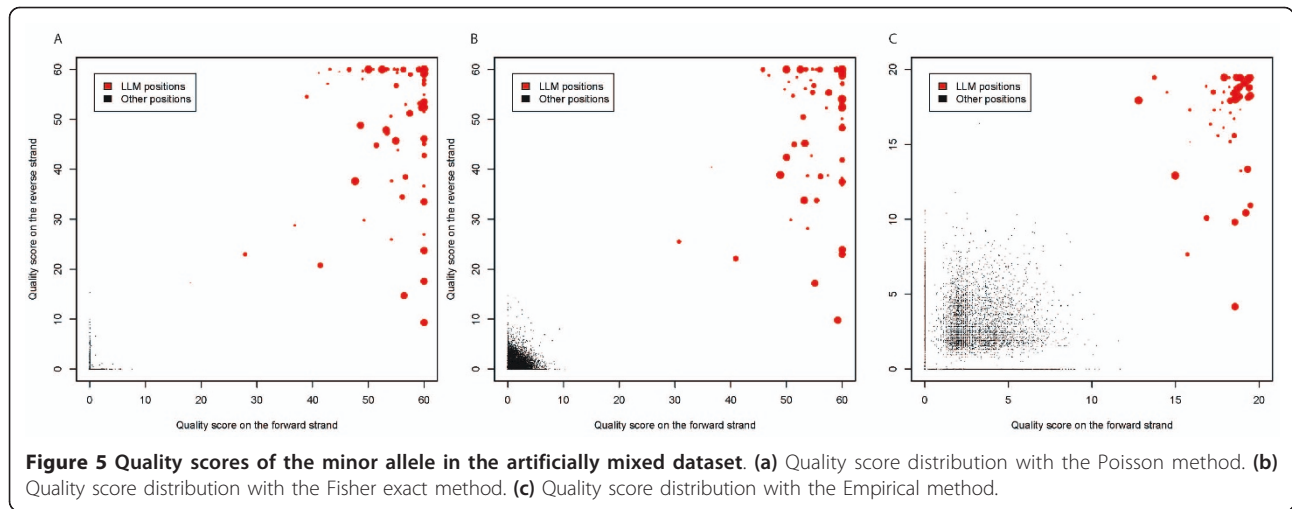 A
Quality score on the reverse strand
60
50
40
30
20
10
0
LLM positions
Other positions
0 10 20 30 40 50 60
Quality score on the forward strand
B
Quality score on the reverse strand
60
50
40
30
20
10
0
LLM positions
Other positions
0 10 20 30 40 50 60
Quality score on the forward strand
C
20
15
10
5
0
LLM positions
Other positions
0 5 10 15 20
Quality score on the forward strand
Figure 5 Quality scores of the minor allele in the artificially mixed dataset. (a) Quality score distribution with the Poisson method. (b)
Quality score distribution with the Fisher exact method. (c) Quality score distribution with the Empirical method.